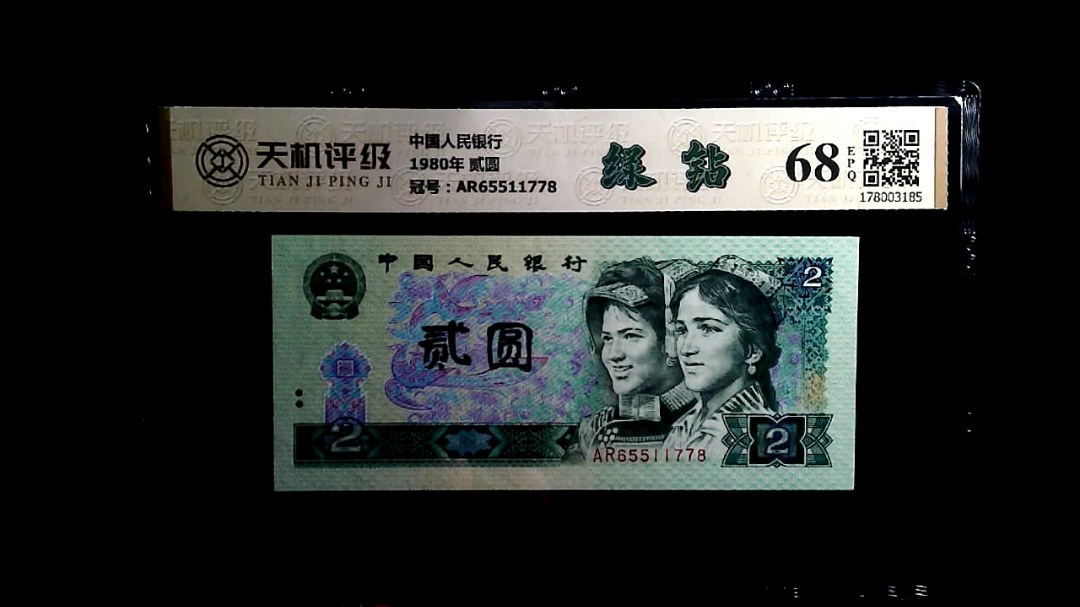 天机评级
TIAN JI PING JI
中国人民银行
1980年 贰圆
冠号：AR65511778
绿 钻
68
EPQ
178003185
中国人民银行
2
贰圆
2
AR65511778
2